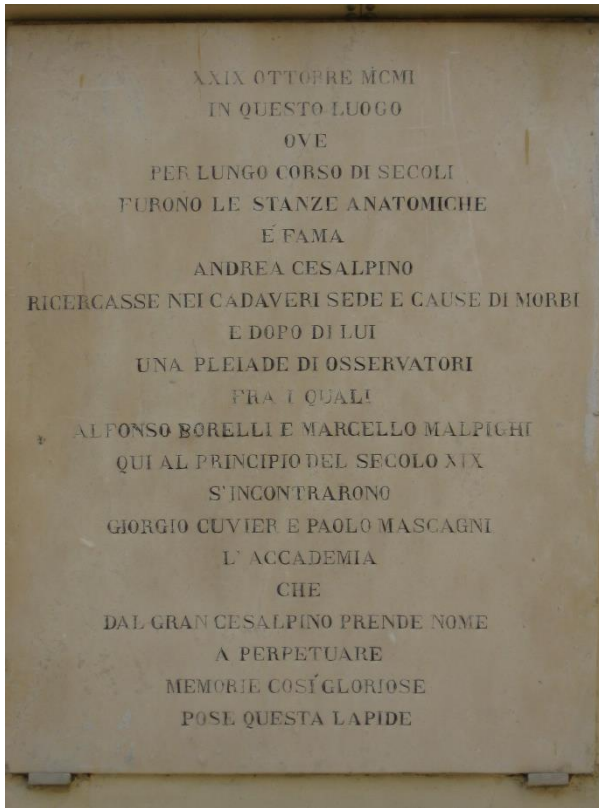 XXIX OTTOBRE MCMI
IN QUESTO LUOGO
OVE
PER LUNGO CORSO DI SECOLI
FURONO LE STANZE ANATOMICHE
É FAMA
ANDREA CESALPINO
RICERCASSE NEI CADAVERI SEDE E CAUSE DI MORBI
E DOPO DI LUI
UNA PLEIADE DI OSSERVATORI
FRA I QUALI
ALFONSO BORELLI E MARCELLO MALPIGHI
QUI AL PRINCIPIO DEL SECOLO XIX
S'INCONTRARONO
GIORGIO CUVIER E PAOLO MASCAGNI
L'ACCADEMIA
CHE
DAL GRAN CESALPINO PRENDE NOME
A PERPETUARE
MEMORIE COSÍ GLORIOSE
POSE QUESTA LAPIDE